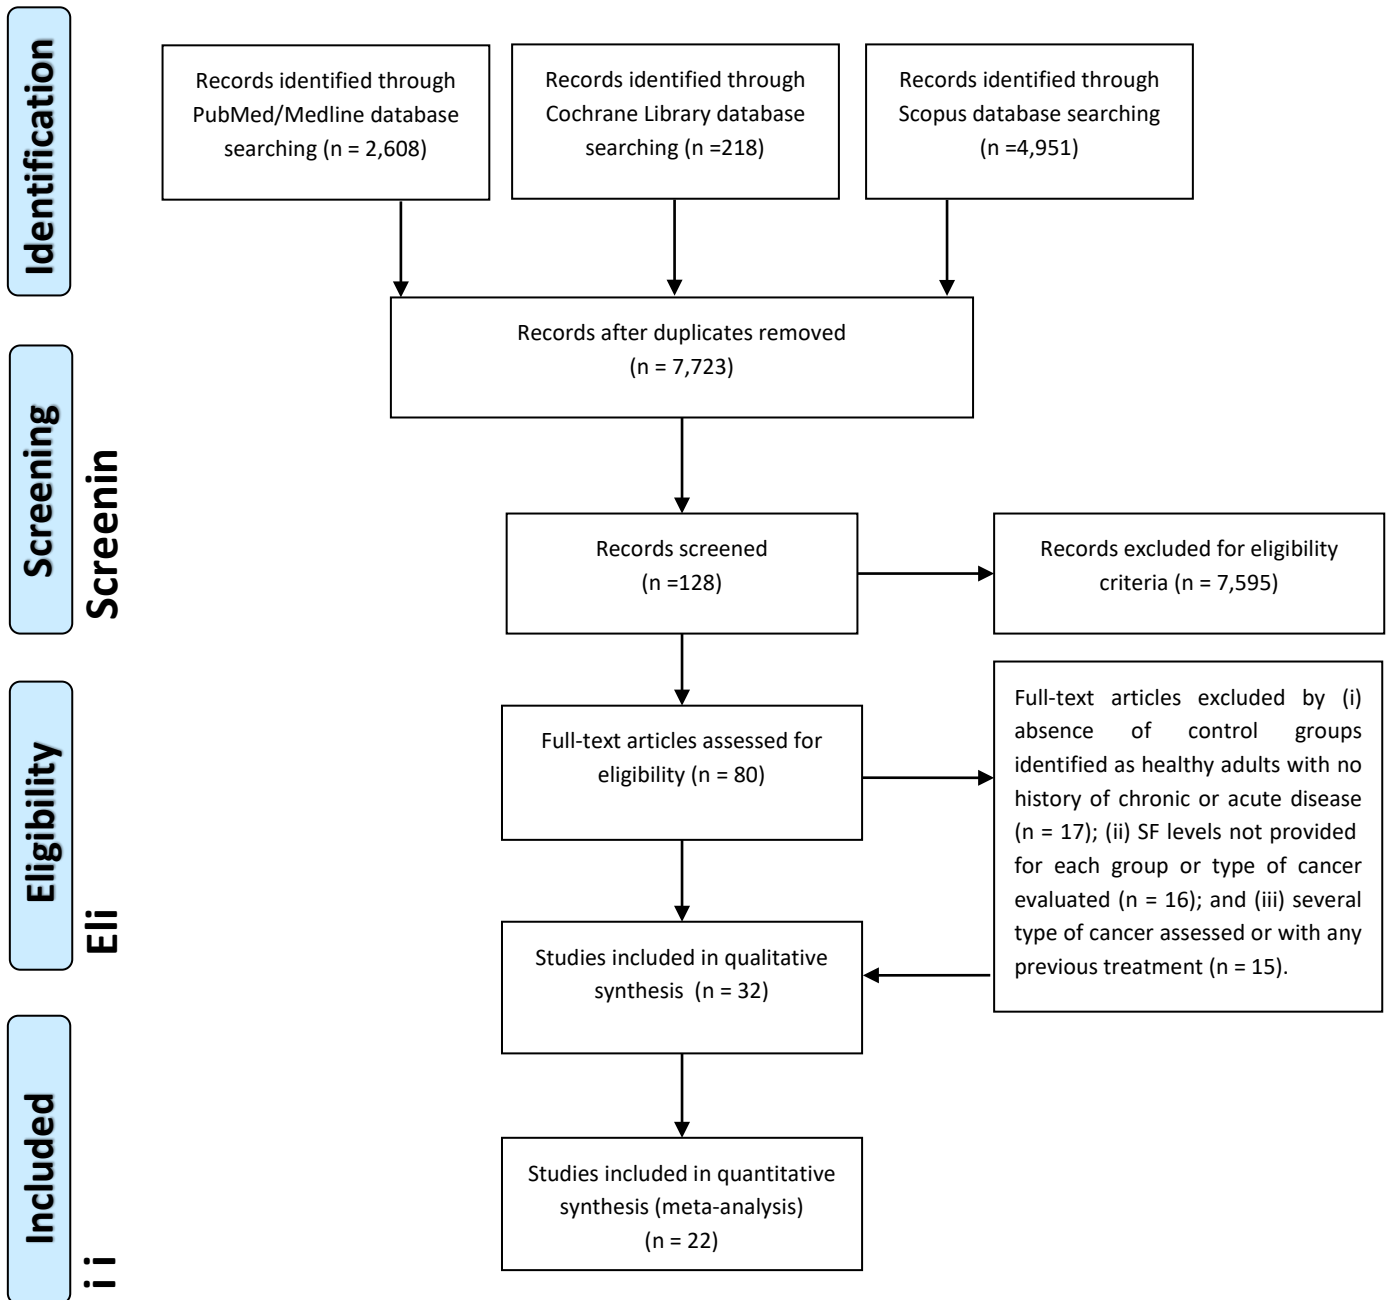 Identification
Records identified through
PubMed/Medline database
searching (n = 2,608)
Records identified through
Cochrane Library database
searching (n =218)
Records identified through
Scopus database searching
(n =4,951)
Records after duplicates removed
(n = 7,723)
Screening
Screenin
Records screened
(n =128)
Records excluded for eligibility
criteria (n = 7,595)
Eligibility
Eli
Full-text articles assessed for
eligibility (n = 80)
Full-text articles excluded by (i)
absence of control groups
identified as healthy adults with no
history of chronic or acute disease
(n = 17); (ii) SF levels not provided
for each group or type of cancer
evaluated (n = 16); and (iii) several
type of cancer assessed or with any
previous treatment (n = 15).
Studies included in qualitative
synthesis (n = 32)
Included
i i
Studies included in quantitative
synthesis (meta-analysis)
(n = 22)